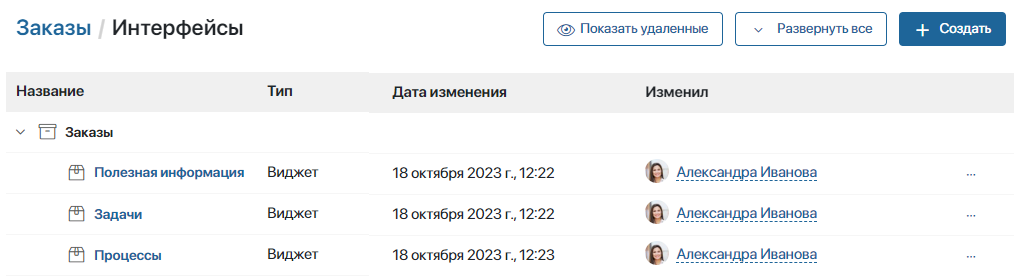 Заказы / Интерфейсы
Показать удаленные
Развернуть все
+ Создать
Название Тип Дата изменения Изменил
Заказы
Полезная информация Виджет 18 октября 2023 г., 12:22 Александра Иванова ...
Задачи Виджет 18 октября 2023 г., 12:22 Александра Иванова ...
Процессы Виджет 18 октября 2023 г., 12:23 Александра Иванова ...